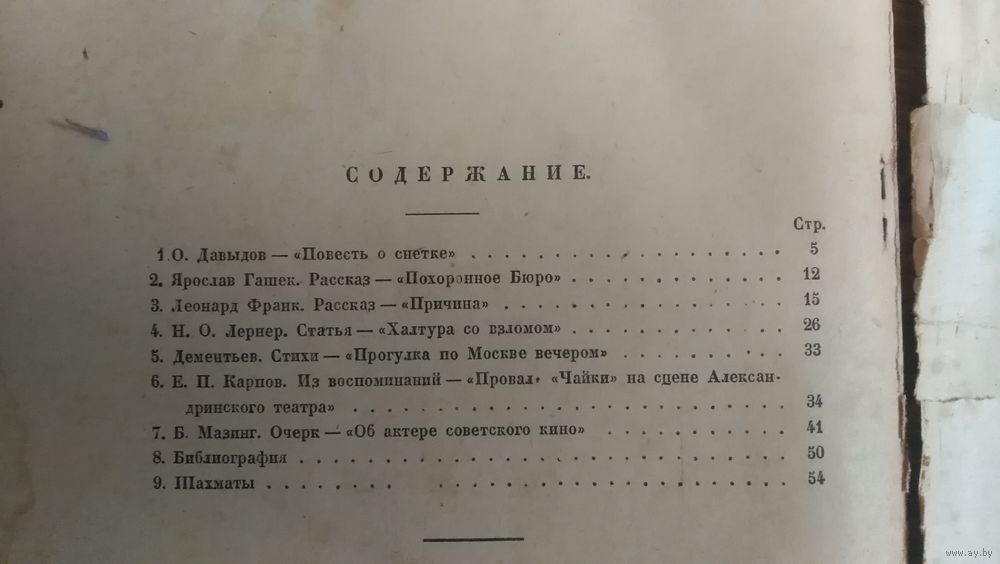 СОДЕРЖАНИЕ.
Стр.
1. О. Давыдов — «Повесть о снетке» . . . . . . . . . . . . . . . . . . 5
2. Ярослав Гашек. Рассказ — «Похоронное Бюро» . . . . . . . . . . . . 12
3. Леонард Франк. Рассказ — «Причина» . . . . . . . . . . . . . . . . 15
4. Н. О. Лернер. Статья — «Халтура со взломом» . . . . . . . . . . . . 26
5. Дементьев. Стихи — «Прогулка по Москве вечером» . . . . . . . . . 33
6. Е. П. Карпов. Из воспоминаний — «Провал «Чайки» на сцене Алексан-
дринского театра» . . . . . . . . . . . . . . . . . . . . . . . . 34
7. Б. Мазинг. Очерк — «Об актере советского кино» . . . . . . . . . . 41
8. Библиография . . . . . . . . . . . . . . . . . . . . . . . . . . . 50
9. Шахматы . . . . . . . . . . . . . . . . . . . . . . . . . . . . . 54
www.ay.by